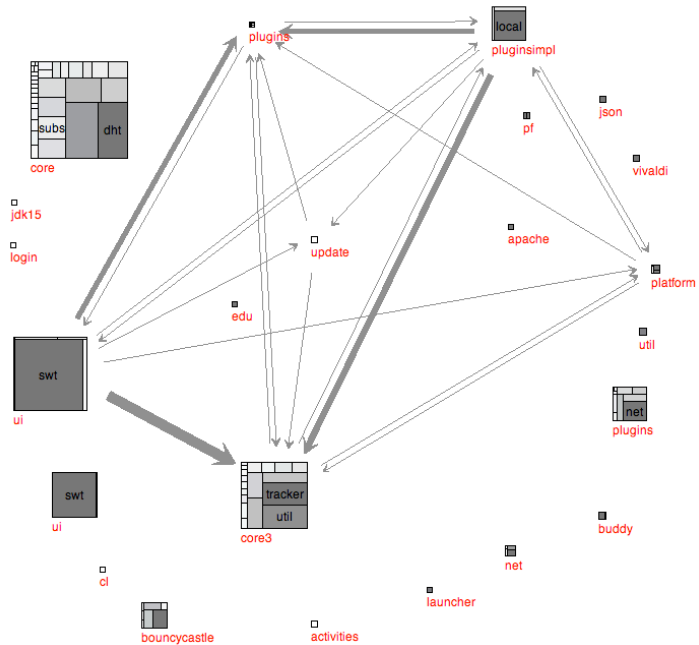 local
plugins
pluginsimpl
json
pf
subs
dht
core
vivaldi
jdk15
apache
login
update
platform
edu
util
swt
net
ui
plugins
swt
tracker
util
ui
core3
buddy
net
cl
launcher
bouncycastle
activities